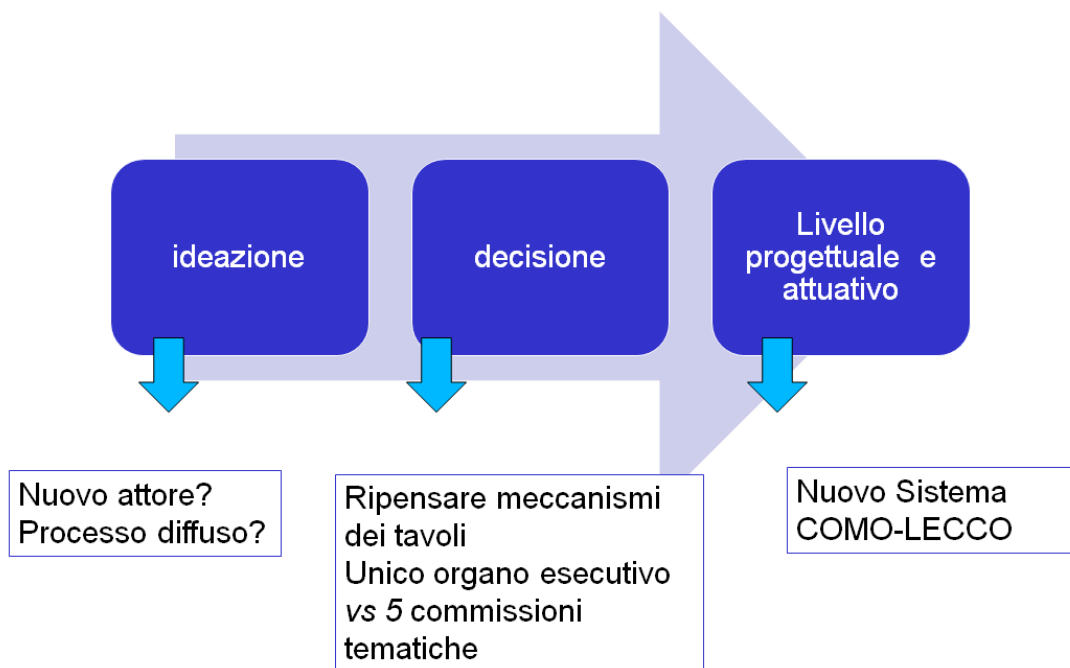 ideazione
decisione
Livello
progettuale e
attuativo
Nuovo attore?
Processo diffuso?
Ripensare meccanismi
dei tavoli
Unico organo esecutivo
vs 5 commissioni
tematiche
Nuovo Sistema
COMO-LECCO